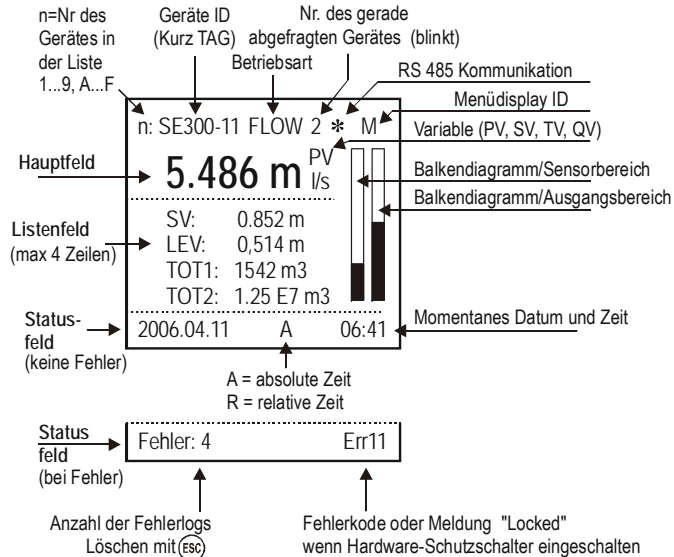 n=Nr des
Gerätes in
der Liste
1...9, A...F
Geräte ID
(Kurz TAG)
Betriebsart
Nr. des gerade
abgefragten Gerätes (blinkt)
RS 485 Kommunikation
Menüdisplay ID
Variable (PV, SV, TV, QV)
Balkendiagramm/Sensorbereich
Balkendiagramm/Ausgangsbereich
n: SE300-11 FLOW 2 * M
Hauptfeld
5.486 m PV
l/s
Listenfeld
(max 4 Zeilen)
SV: 0.852 m
LEV: 0,514 m
TOT1: 1542 m3
TOT2: 1.25 E7 m3
Status-
feld
(keine Fehler)
2006.04.11 A 06:41
Momentanes Datum und Zeit
A = absolute Zeit
R = relative Zeit
Status
feld
(bei Fehler)
Fehler: 4 Err11
Anzahl der Fehlerlogs
Löschen mit ESC
Fehlerkode oder Meldung "Locked"
wenn Hardware-Schutzschalter eingeschalten